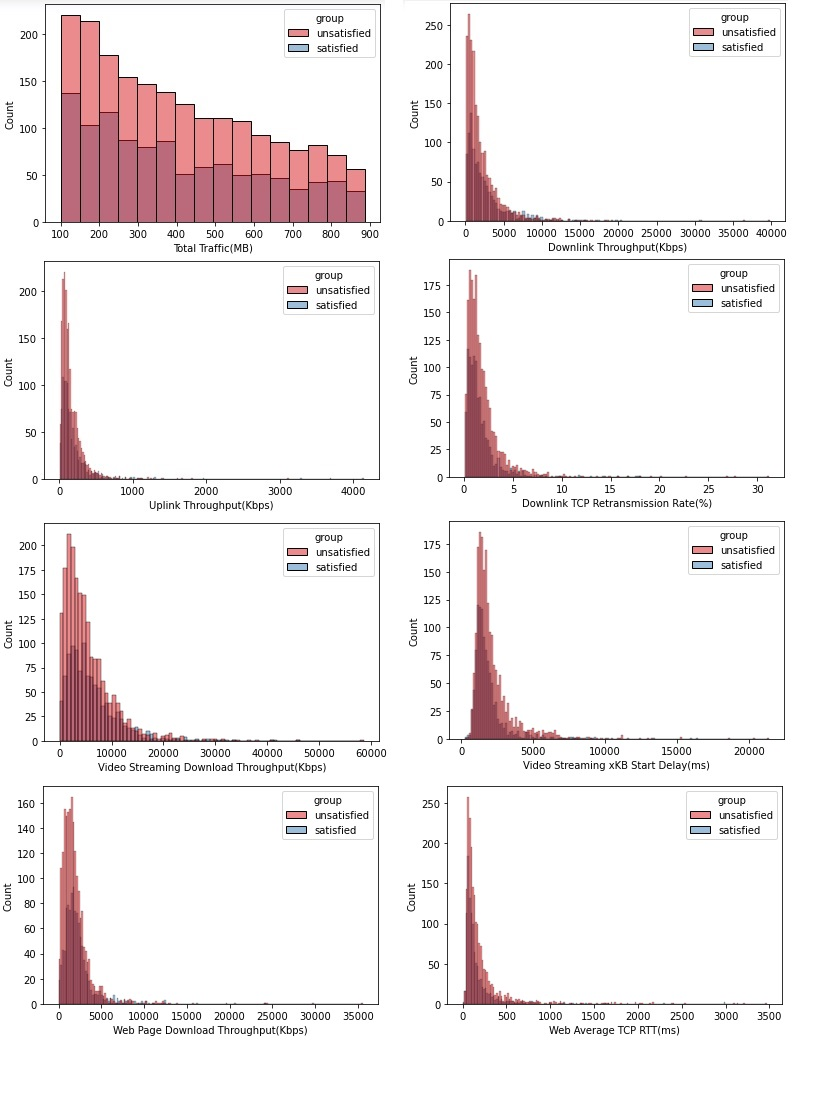 group
unsatisfied
satisfied
Count
200
150
100
50
0
100 200 300 400 500 600 700 800 900
Total Traffic(MB)
group
unsatisfied
satisfied
Count
250
200
150
100
50
0
0 5000 10000 15000 20000 25000 30000 35000 40000
Downlink Throughput(Kbps)
group
unsatisfied
satisfied
Count
200
150
100
50
0
0 1000 2000 3000 4000
Uplink Throughput(Kbps)
group
unsatisfied
satisfied
Count
175
150
125
100
75
50
25
0
0 5 10 15 20 25 30
Downlink TCP Retransmission Rate(%)
group
unsatisfied
satisfied
Count
200
175
150
125
100
75
50
25
0
0 10000 20000 30000 40000 50000 60000
Video Streaming Download Throughput(Kbps)
group
unsatisfied
satisfied
Count
175
150
125
100
75
50
25
0
0 5000 10000 15000 20000
Video Streaming xKB Start Delay(ms)
group
unsatisfied
satisfied
Count
160
140
120
100
80
60
40
20
0
0 5000 10000 15000 20000 25000 30000 35000
Web Page Download Throughput(Kbps)
group
unsatisfied
satisfied
Count
250
200
150
100
50
0
0 500 1000 1500 2000 2500 3000 3500
Web Average TCP RTT(ms)